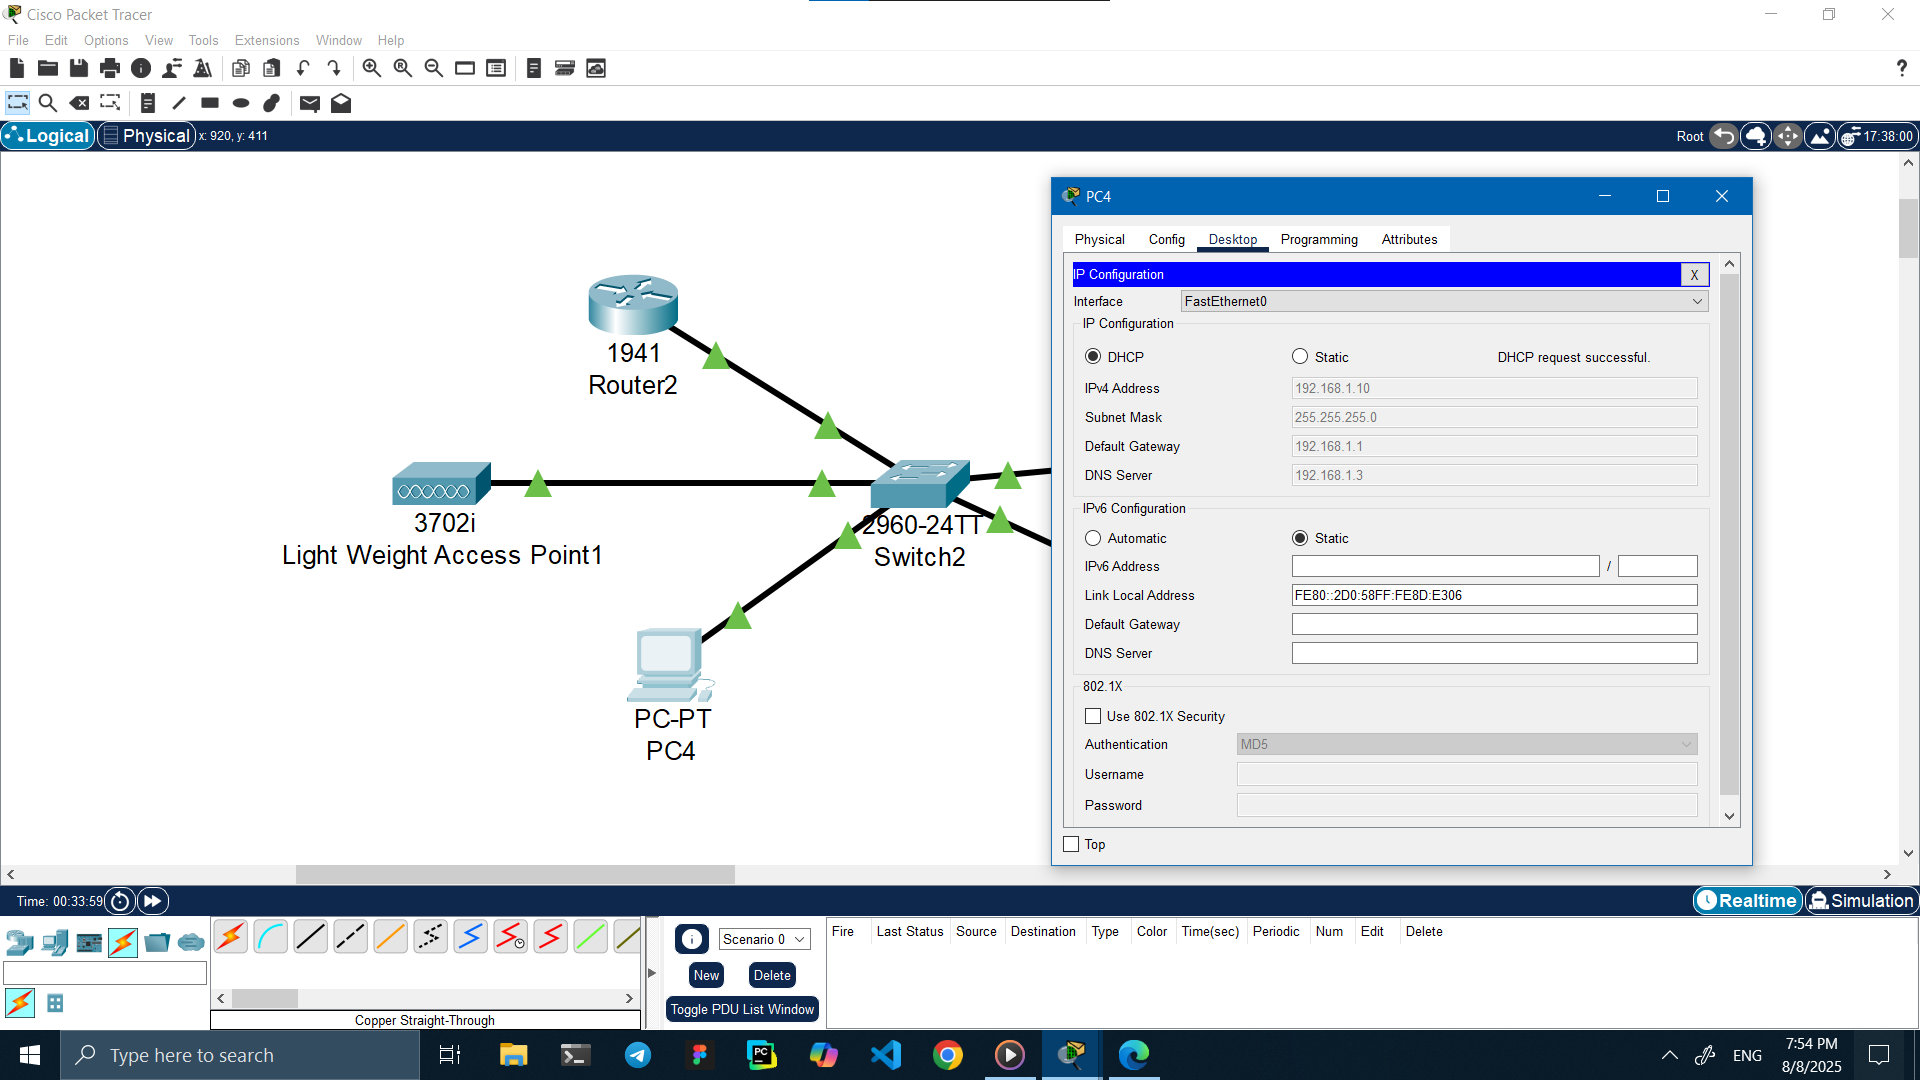 Cisco Packet Tracer
File Edit Options View Tools Extensions Window Help
?
Logical Physical x: 920, y: 411
Root 17:38:00
1941
Router2
3702i
Light Weight Access Point1
2960-24TT
Switch2
PC-PT
PC4
PC4
Physical Config Desktop Programming Attributes
IP Configuration X
Interface FastEthernet0
IP Configuration
DHCP Static DHCP request successful.
IPv4 Address 192.168.1.10
Subnet Mask 255.255.255.0
Default Gateway 192.168.1.1
DNS Server 192.168.1.3
IPv6 Configuration
Automatic Static
IPv6 Address /
Link Local Address FE80::2D0:58FF:FE8D:E306
Default Gateway
DNS Server
802.1X
Use 802.1X Security
Authentication MD5
Username
Password
Top
Time: 00:33:59
Realtime Simulation
Scenario 0
New Delete
Toggle PDU List Window
Fire Last Status Source Destination Type Color Time(sec) Periodic Num Edit Delete
Copper Straight-Through
Type here to search
PC
ENG
7:54 PM
8/8/2025